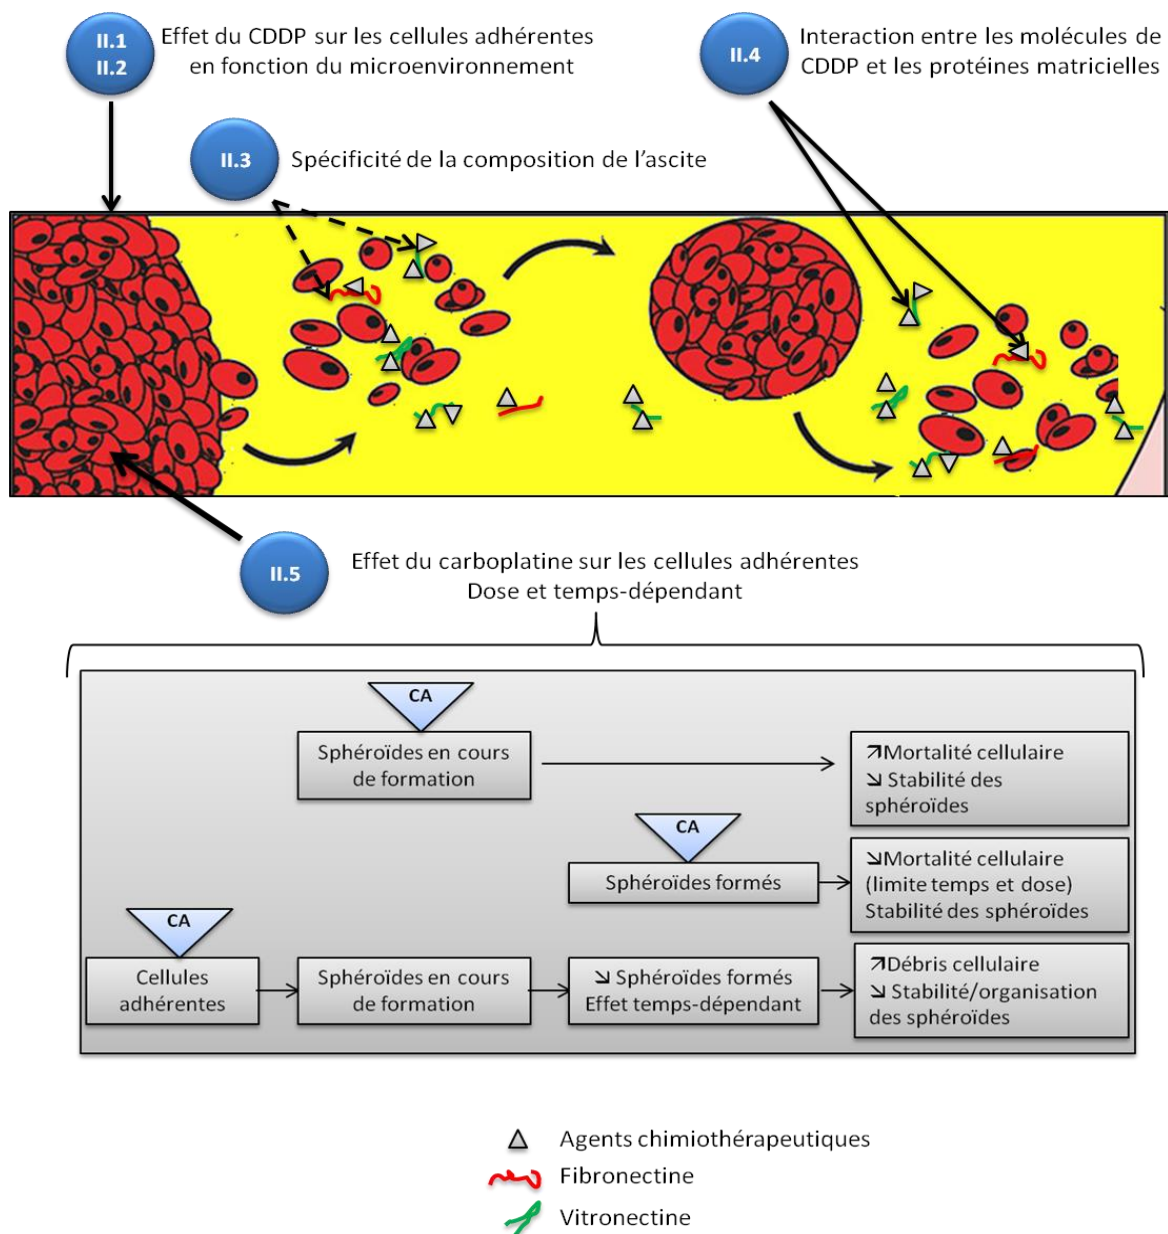 II.1
II.2
Effet du CDDP sur les cellules adhérentes
en fonction du microenvironnement
II.4
Interaction entre les molécules de
CDDP et les protéines matricielles
II.3
Spécificité de la composition de l’ascite
II.5
Effet du carboplatine sur les cellules adhérentes
Dose et temps-dépendant
CA
Sphéroïdes en cours
de formation
↗Mortalité cellulaire
↘ Stabilité des
sphéroïdes
CA
Sphéroïdes formés
↘Mortalité cellulaire
(limite temps et dose)
Stabilité des sphéroïdes
CA
Cellules
adhérentes
Sphéroïdes en cours
de formation
↘ Sphéroïdes formés
Effet temps-dépendant
↗Débris cellulaire
↘ Stabilité/organisation
des sphéroïdes
Agents chimiothérapeutiques
Fibronectine
Vitronectine